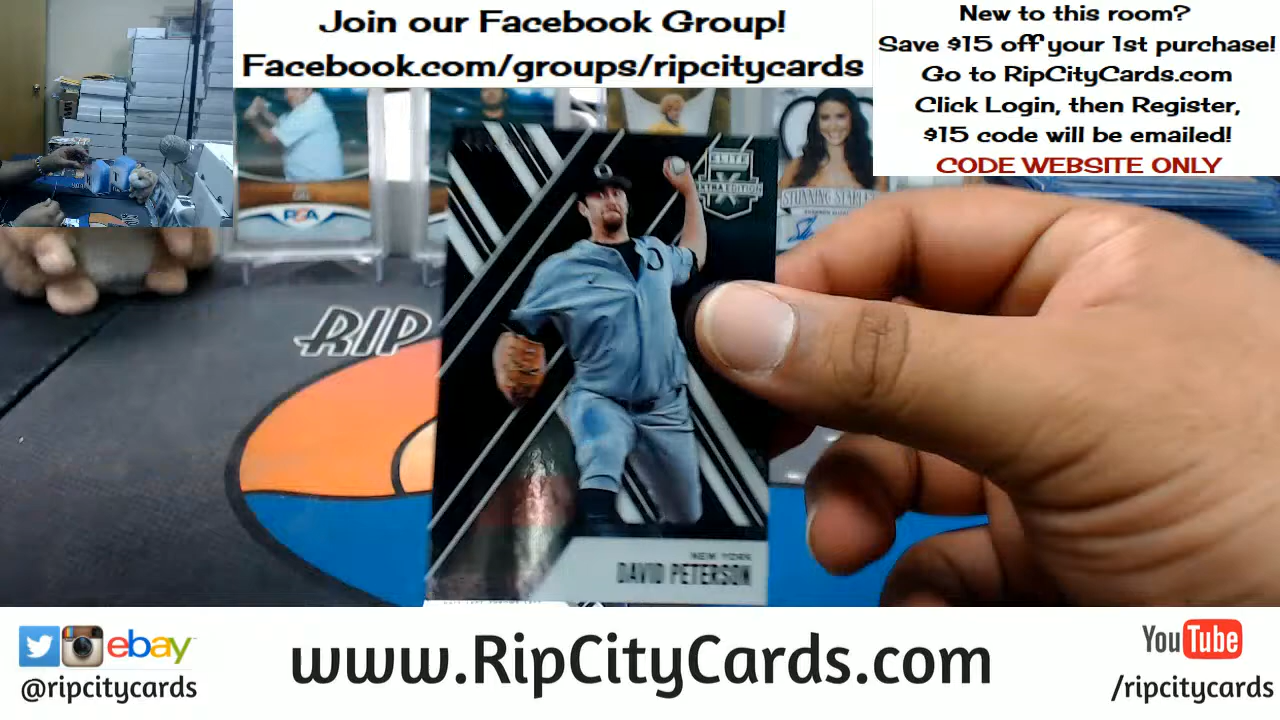 Join our Facebook Group!
Facebook.com/groups/ripcitycards
New to this room?
Save $15 off your 1st purchase!
Go to RipCityCards.com
Click Login, then Register,
$15 code will be emailed!
CODE WEBSITE ONLY
PSA
STUNNING STARLETS
ELITE
EXTRA EDITION
X
O
RIP
NEW YORK
DAVID PETERSON
ebay
@ripcitycards
www.RipCityCards.com
YouTube
/ripcitycards